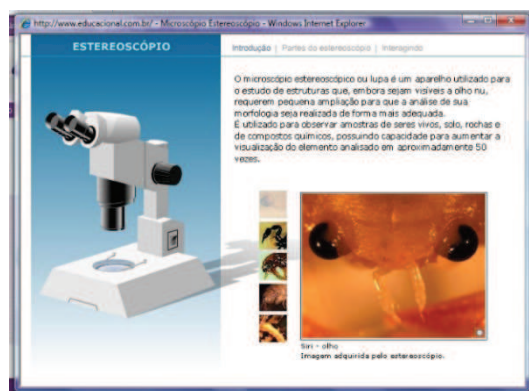 http://www.educacional.com.br/ - Microscópio Estereoscópio - Windows Internet Explorer
ESTEREOSCÓPIO
Introdução | Partes do estereoscópio | Interagindo
O microscópio estereoscópio ou lupa é um aparelho utilizado para
o estudo de estruturas que, embora sejam visíveis a olho nu,
requerem pequena ampliação para que a análise de sua
morfologia seja realizada de forma mais adequada.
É utilizado para observar amostras de seres vivos, solo, rochas e
de compostos químicos, possuindo capacidade para aumentar a
visualização do elemento analisado em aproximadamente 50
vezes.
Siri - olho
Imagem adquirida pelo estereoscópio.